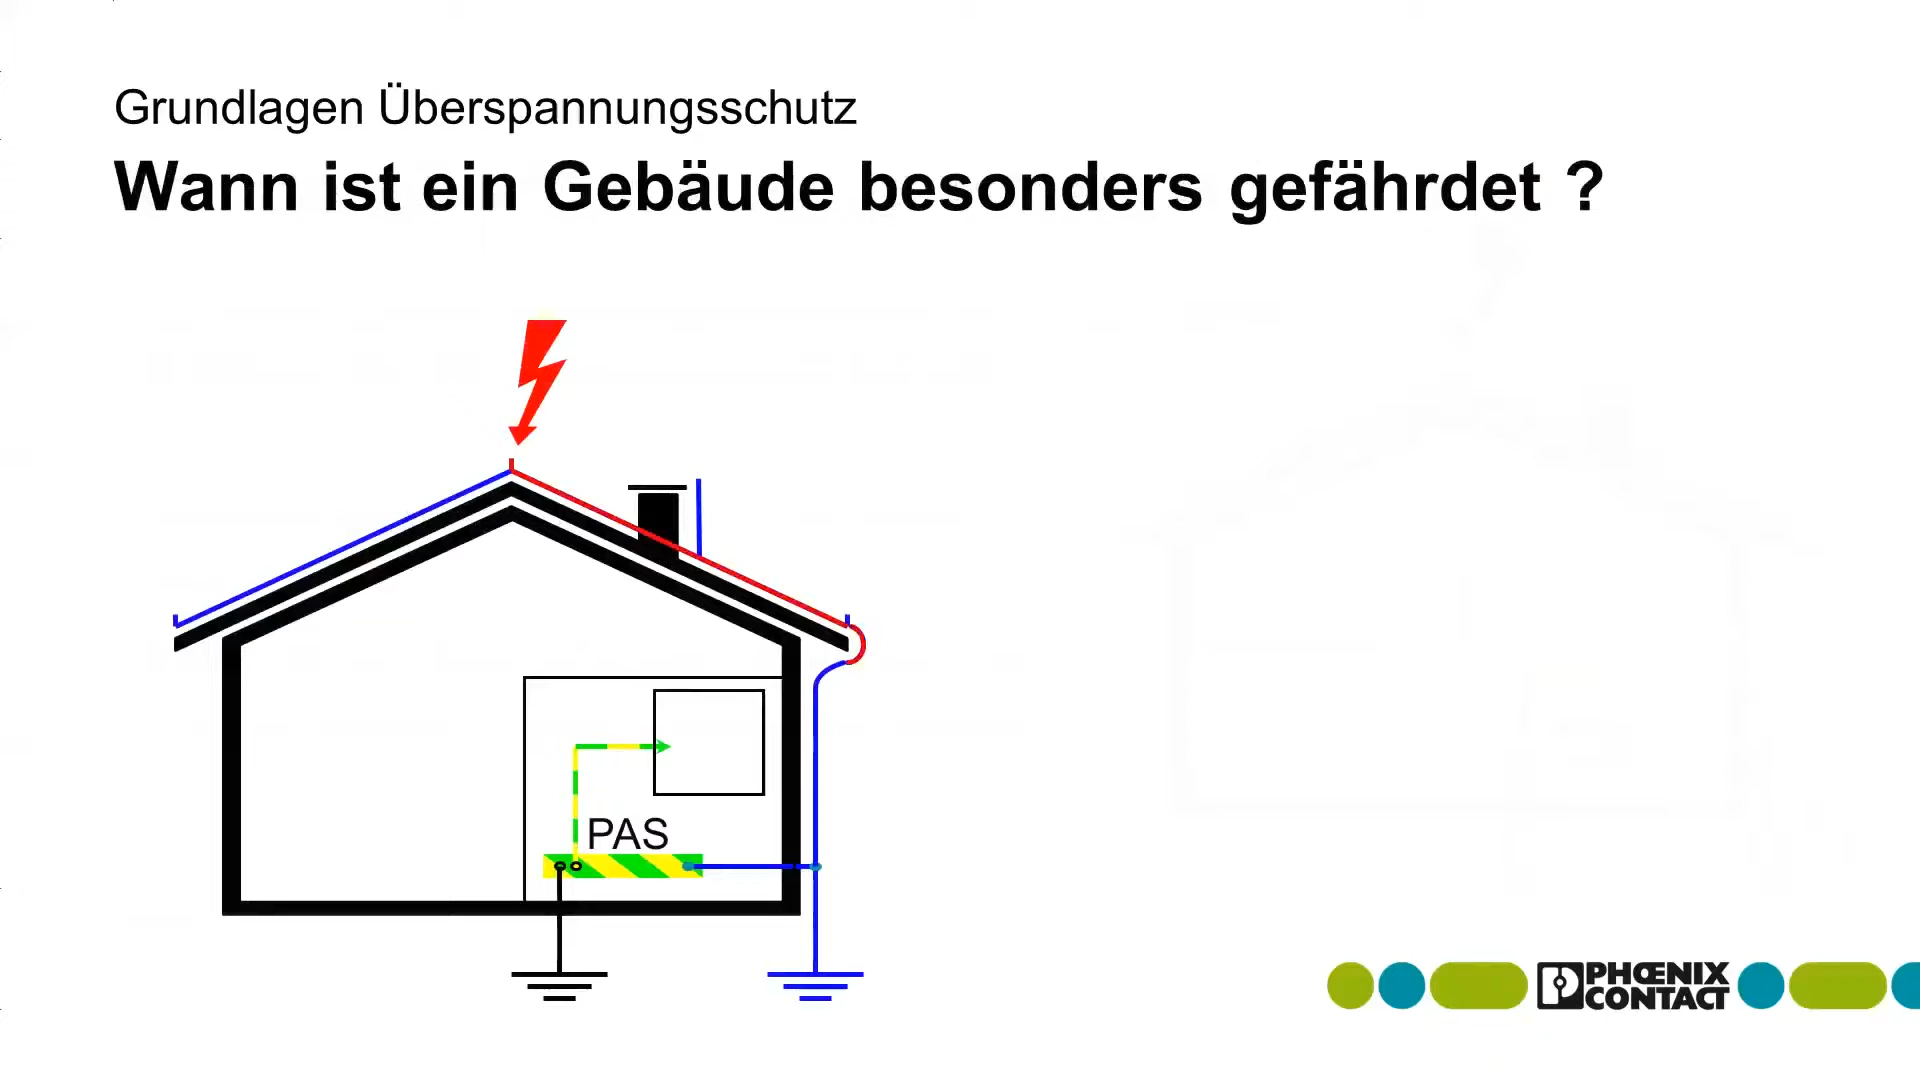 Grundlagen Überspannungsschutz
Wann ist ein Gebäude besonders gefährdet ?
PAS
PHŒNIX
CONTACT